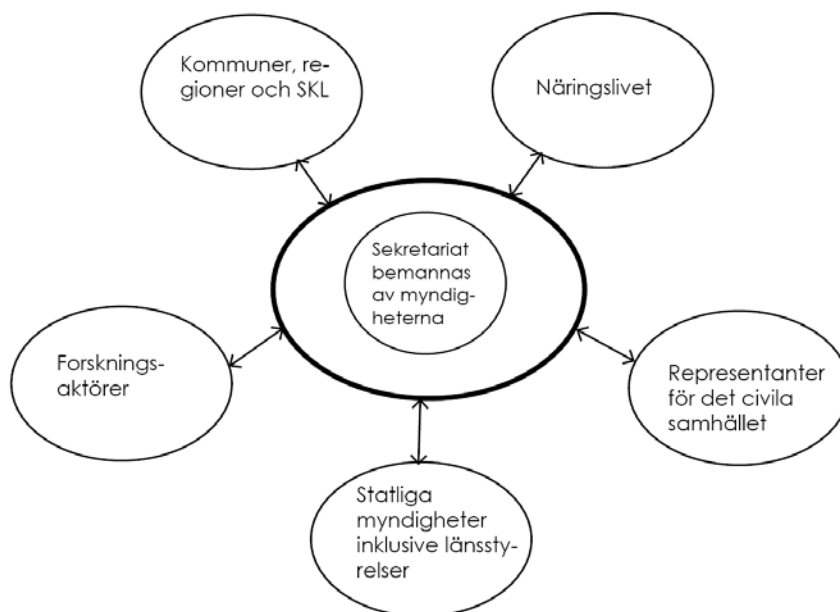 Kommuner, re-
gioner och SKL
Näringslivet
Sekretariat
bemannas
av myndig-
heterna
Forsknings-
aktörer
Representanter
för det civila
samhället
Statliga
myndigheter
inklusive länssty-
relser